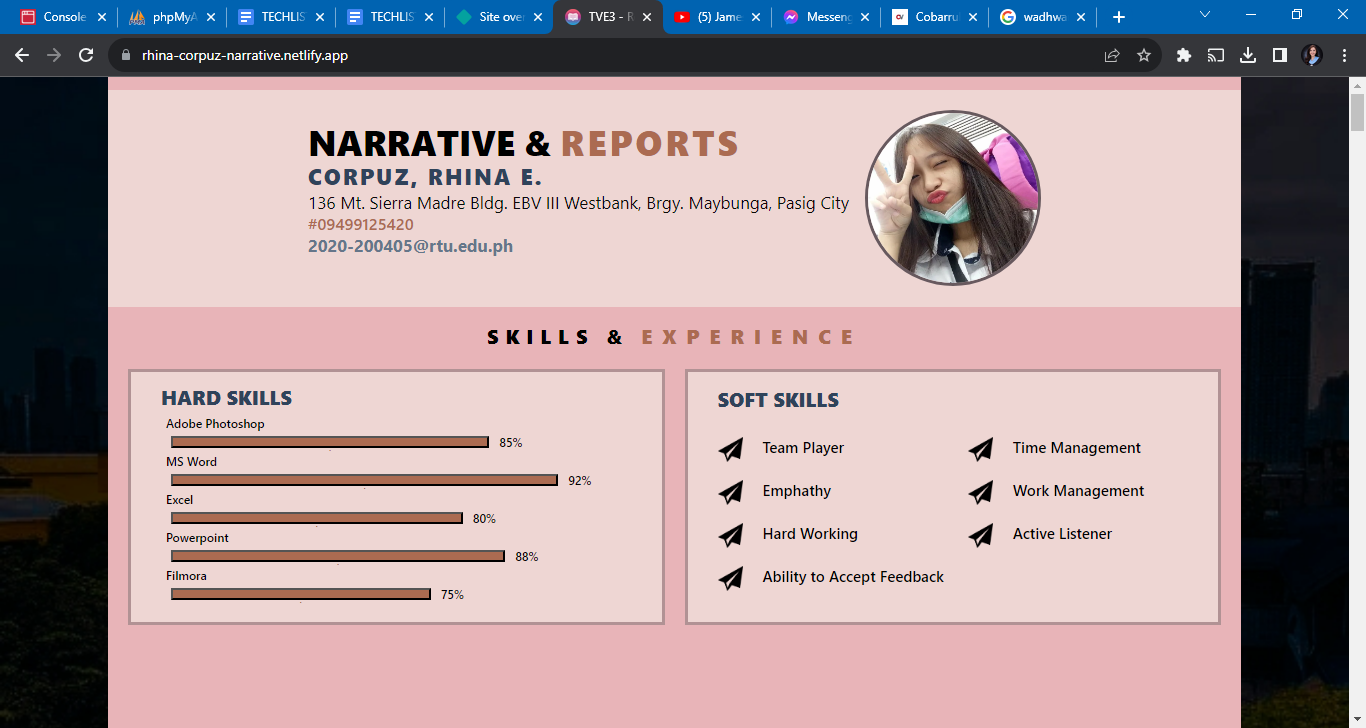 Console
phpMyA
TECHLIS
TECHLIS
Site over
TVE3 - R
(5) Jame
Messeng
Cobarru
wadhwa
rhina-corpuz-narrative.netlify.app
NARRATIVE & REPORTS
CORPUZ, RHINA E.
136 Mt. Sierra Madre Bldg. EBV III Westbank, Brgy. Maybunga, Pasig City
#09499125420
2020-200405@rtu.edu.ph
SKILLS & EXPERIENCE
HARD SKILLS
Adobe Photoshop
85%
MS Word
92%
Excel
80%
Powerpoint
88%
Filmora
75%
SOFT SKILLS
Team Player
Time Management
Emphathy
Work Management
Hard Working
Active Listener
Ability to Accept Feedback